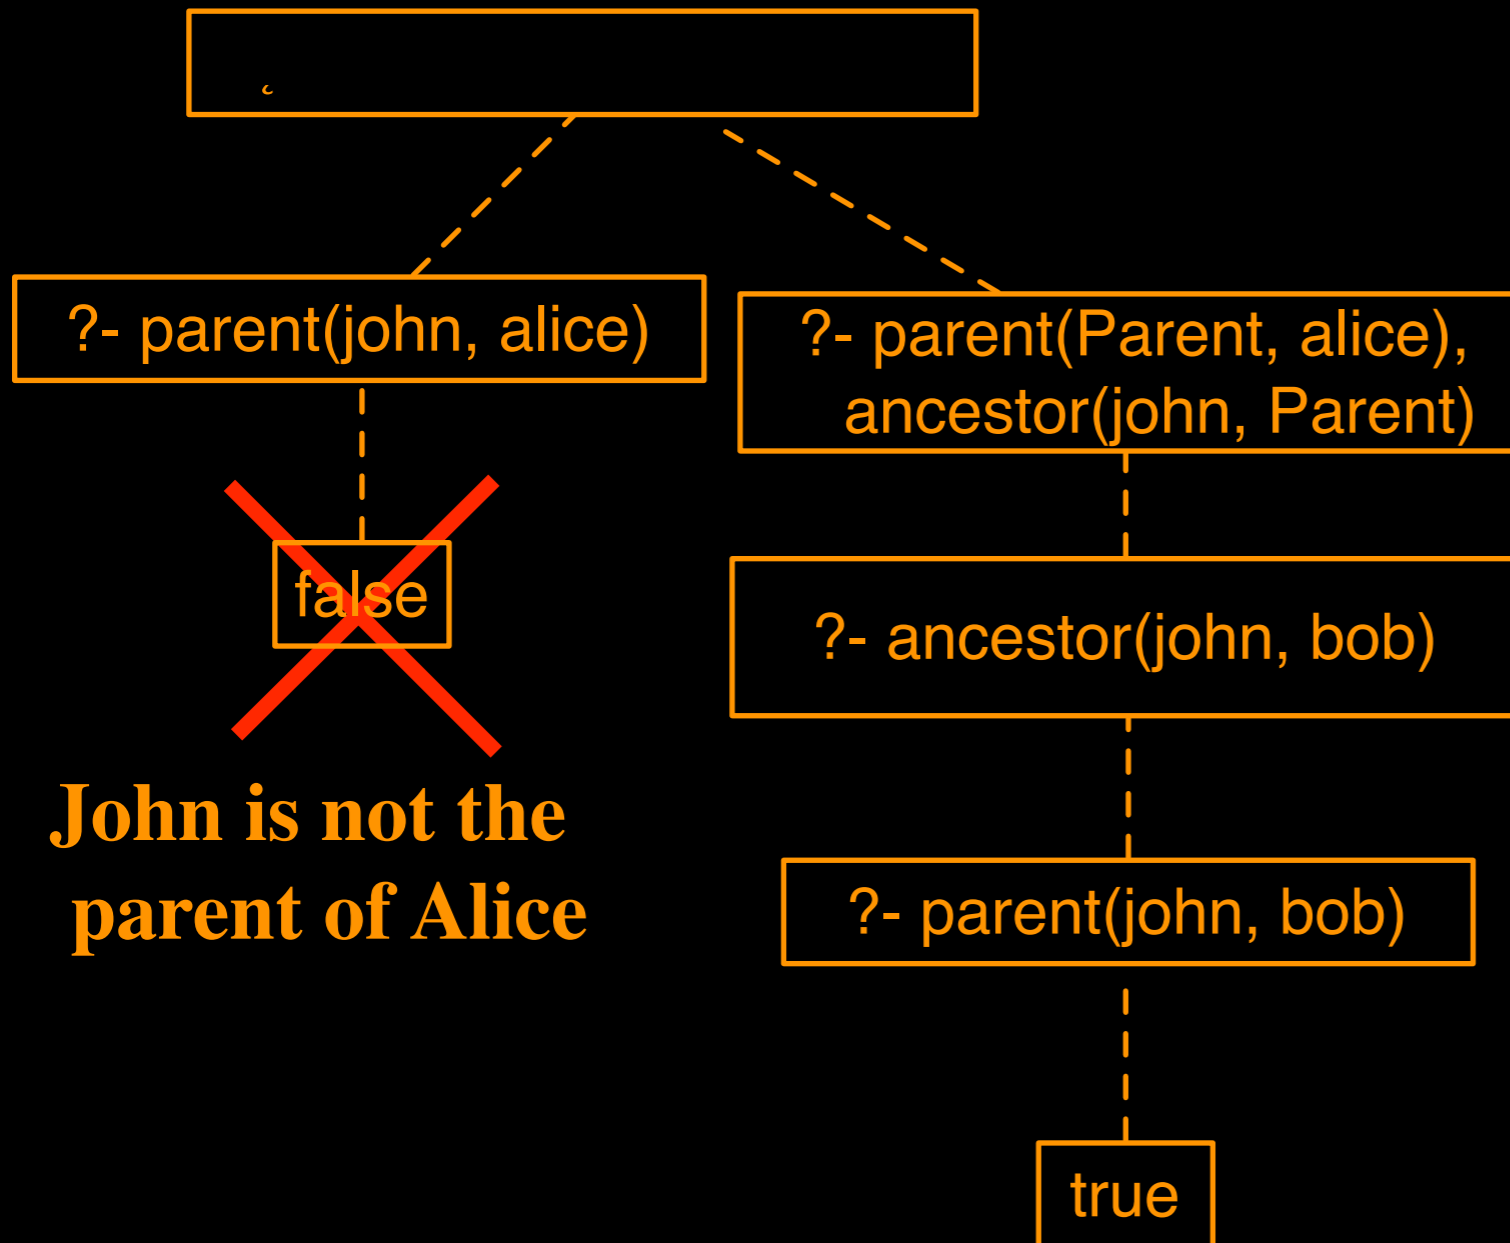 ?- parent(john, alice)
?- parent(Parent, alice),
ancestor(john, Parent)
false
?- ancestor(john, bob)
John is not the
parent of Alice
?- parent(john, bob)
true